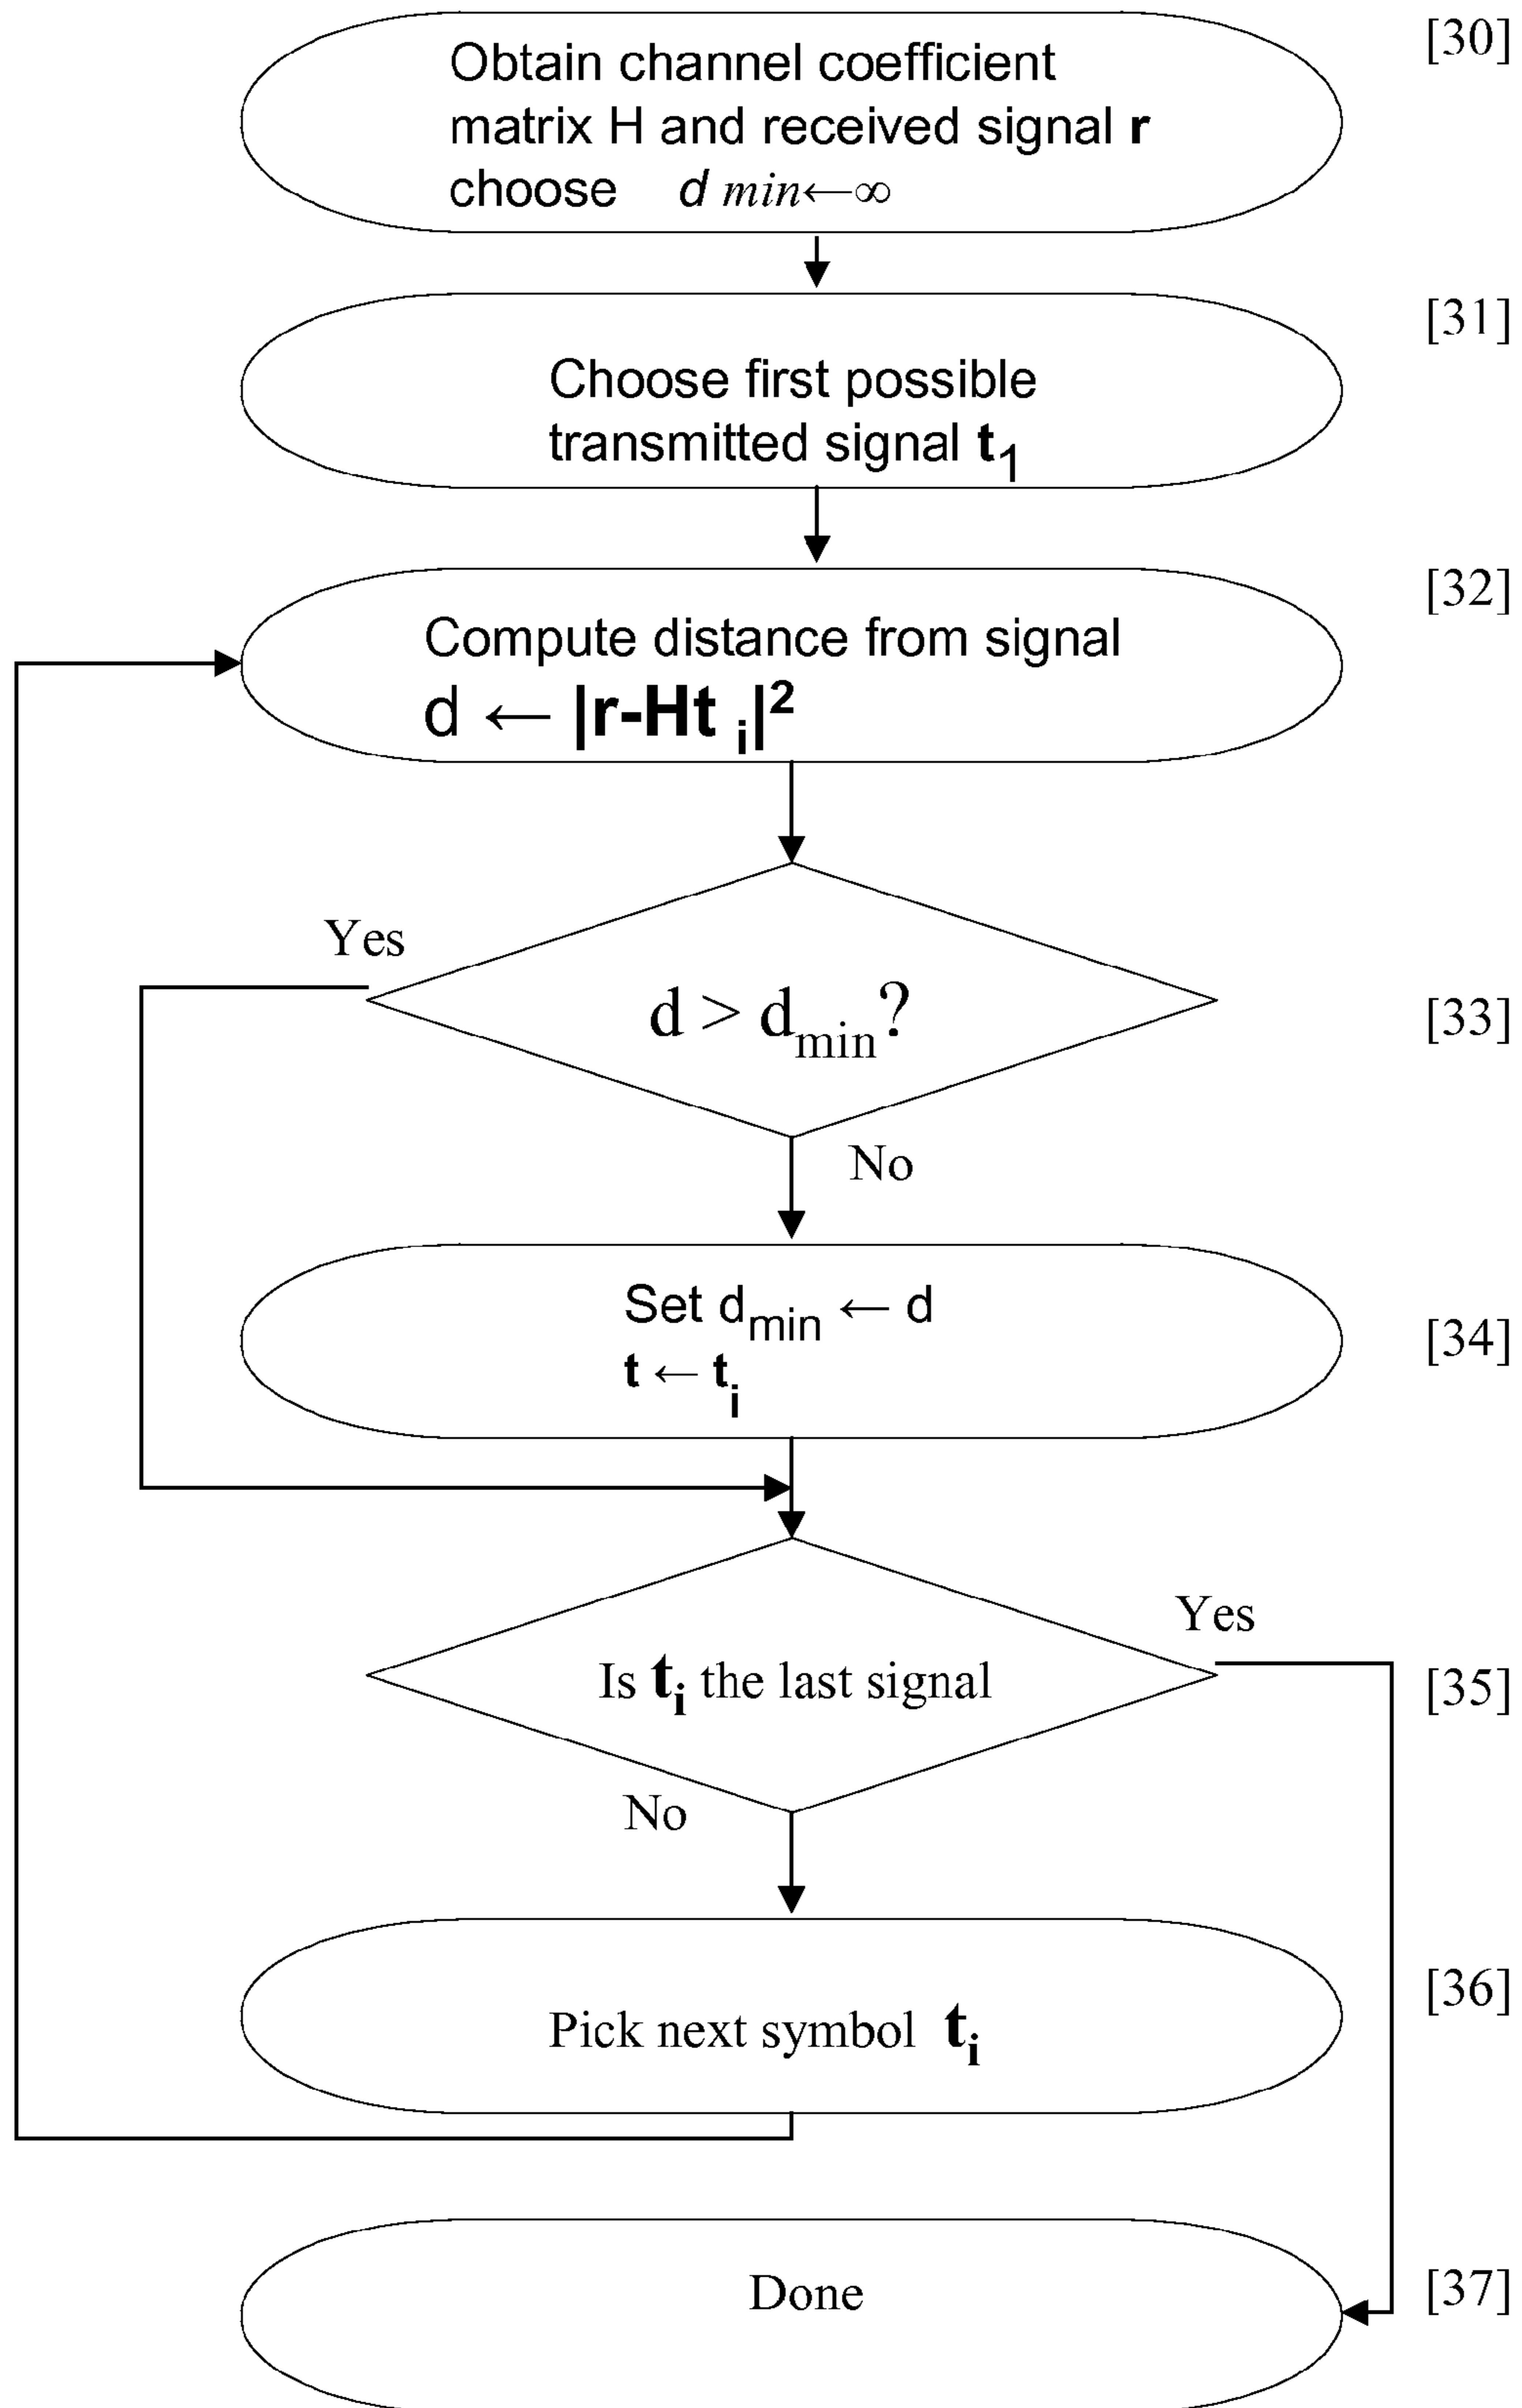 [30]
Obtain channel coefficient
matrix H and received signal r
choose d min←∞
[31]
Choose first possible
transmitted signal t1
[32]
Compute distance from signal
d ← |r-Ht i|²
Yes
d > dmin?
[33]
No
Set dmin ← d
t ← ti
[34]
Yes
Is ti the last signal
[35]
No
[36]
Pick next symbol ti
Done
[37]